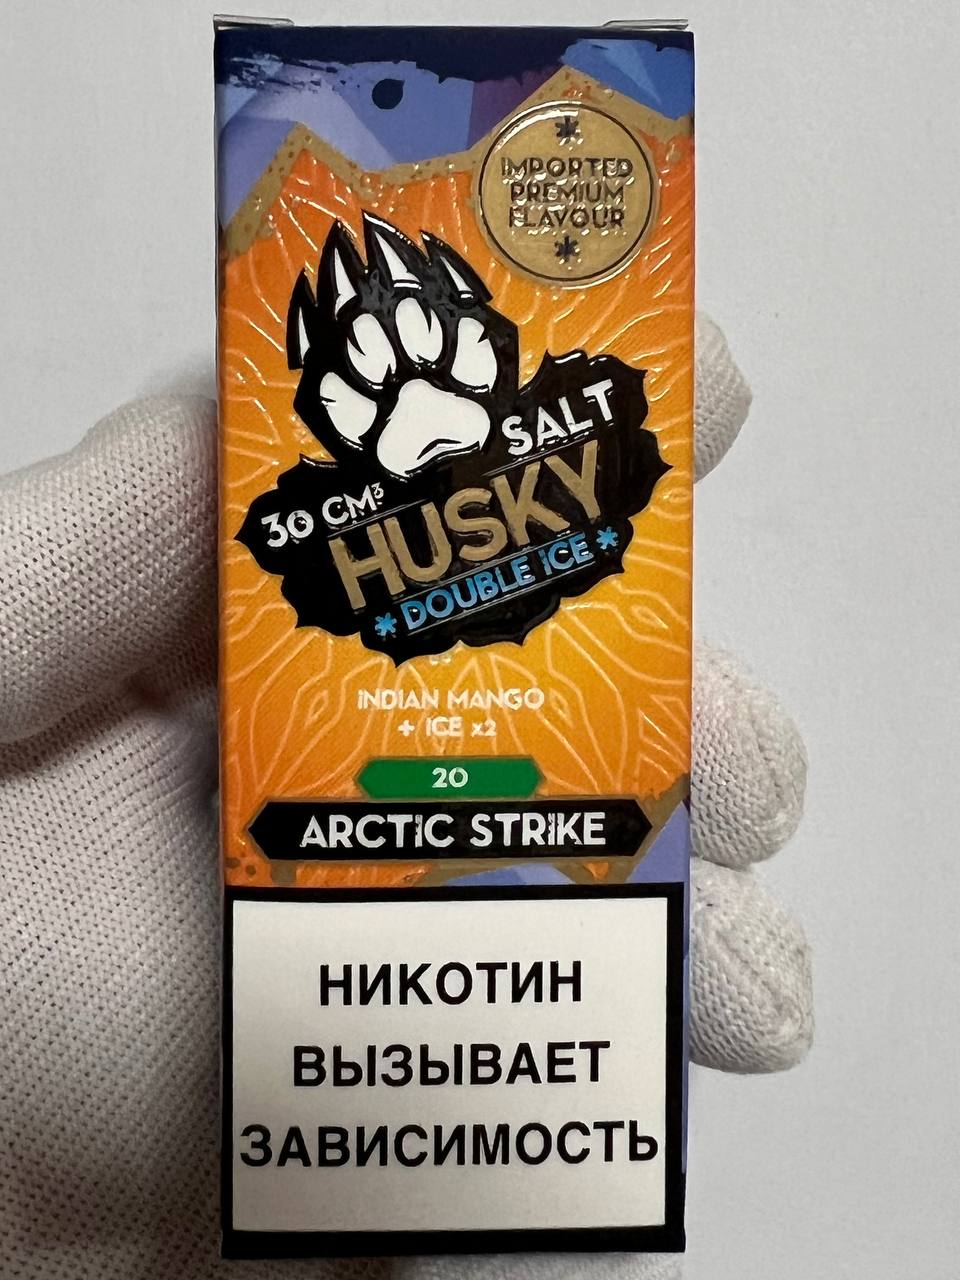 IMPORTED
PREMIUM
FLAVOUR
SALT
30 CM³
HUSKY
* DOUBLE ICE *
INDIAN MANGO
+ ICE x2
20
ARCTIC STRIKE
НИКОТИН
ВЫЗЫВАЕТ
ЗАВИСИМОСТЬ